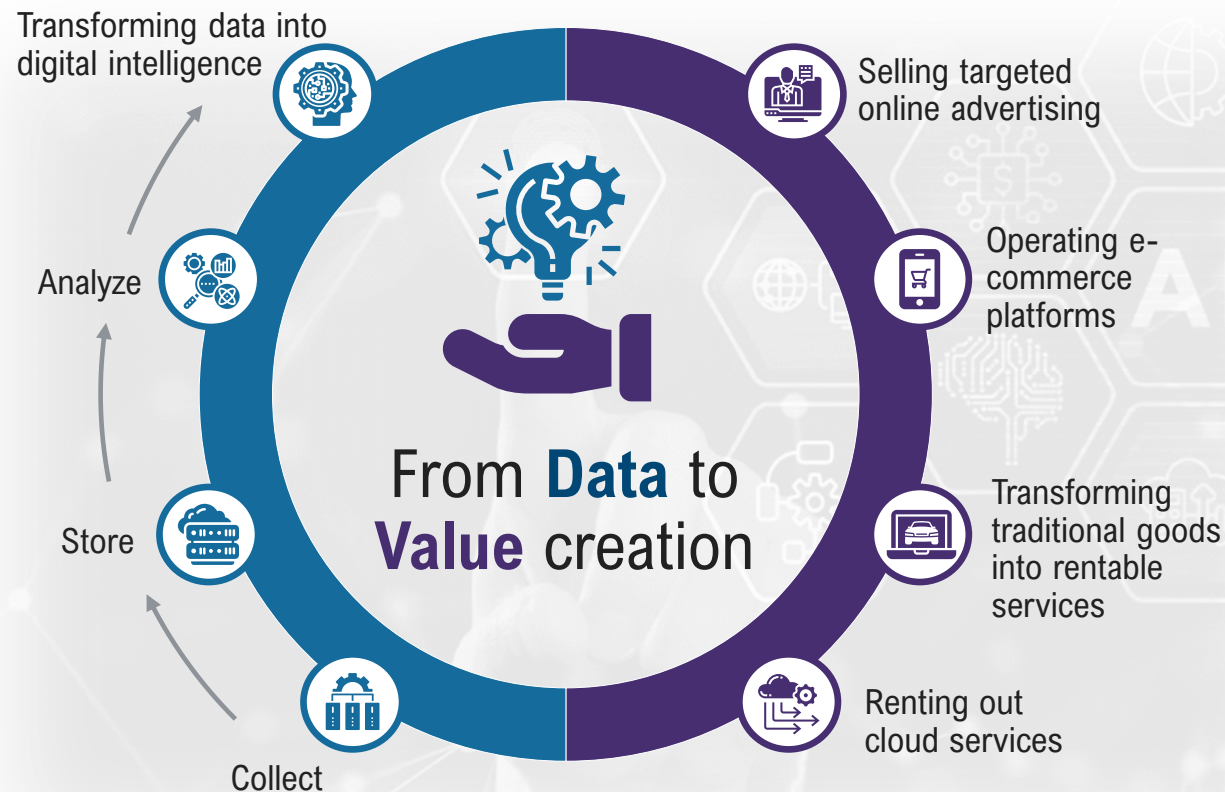 Transforming data into
digital intelligence
Analyze
Store
Collect
From Data to
Value creation
Selling targeted
online advertising
Operating e-
commerce
platforms
Transforming
traditional goods
into rentable
services
Renting out
cloud services
A
$